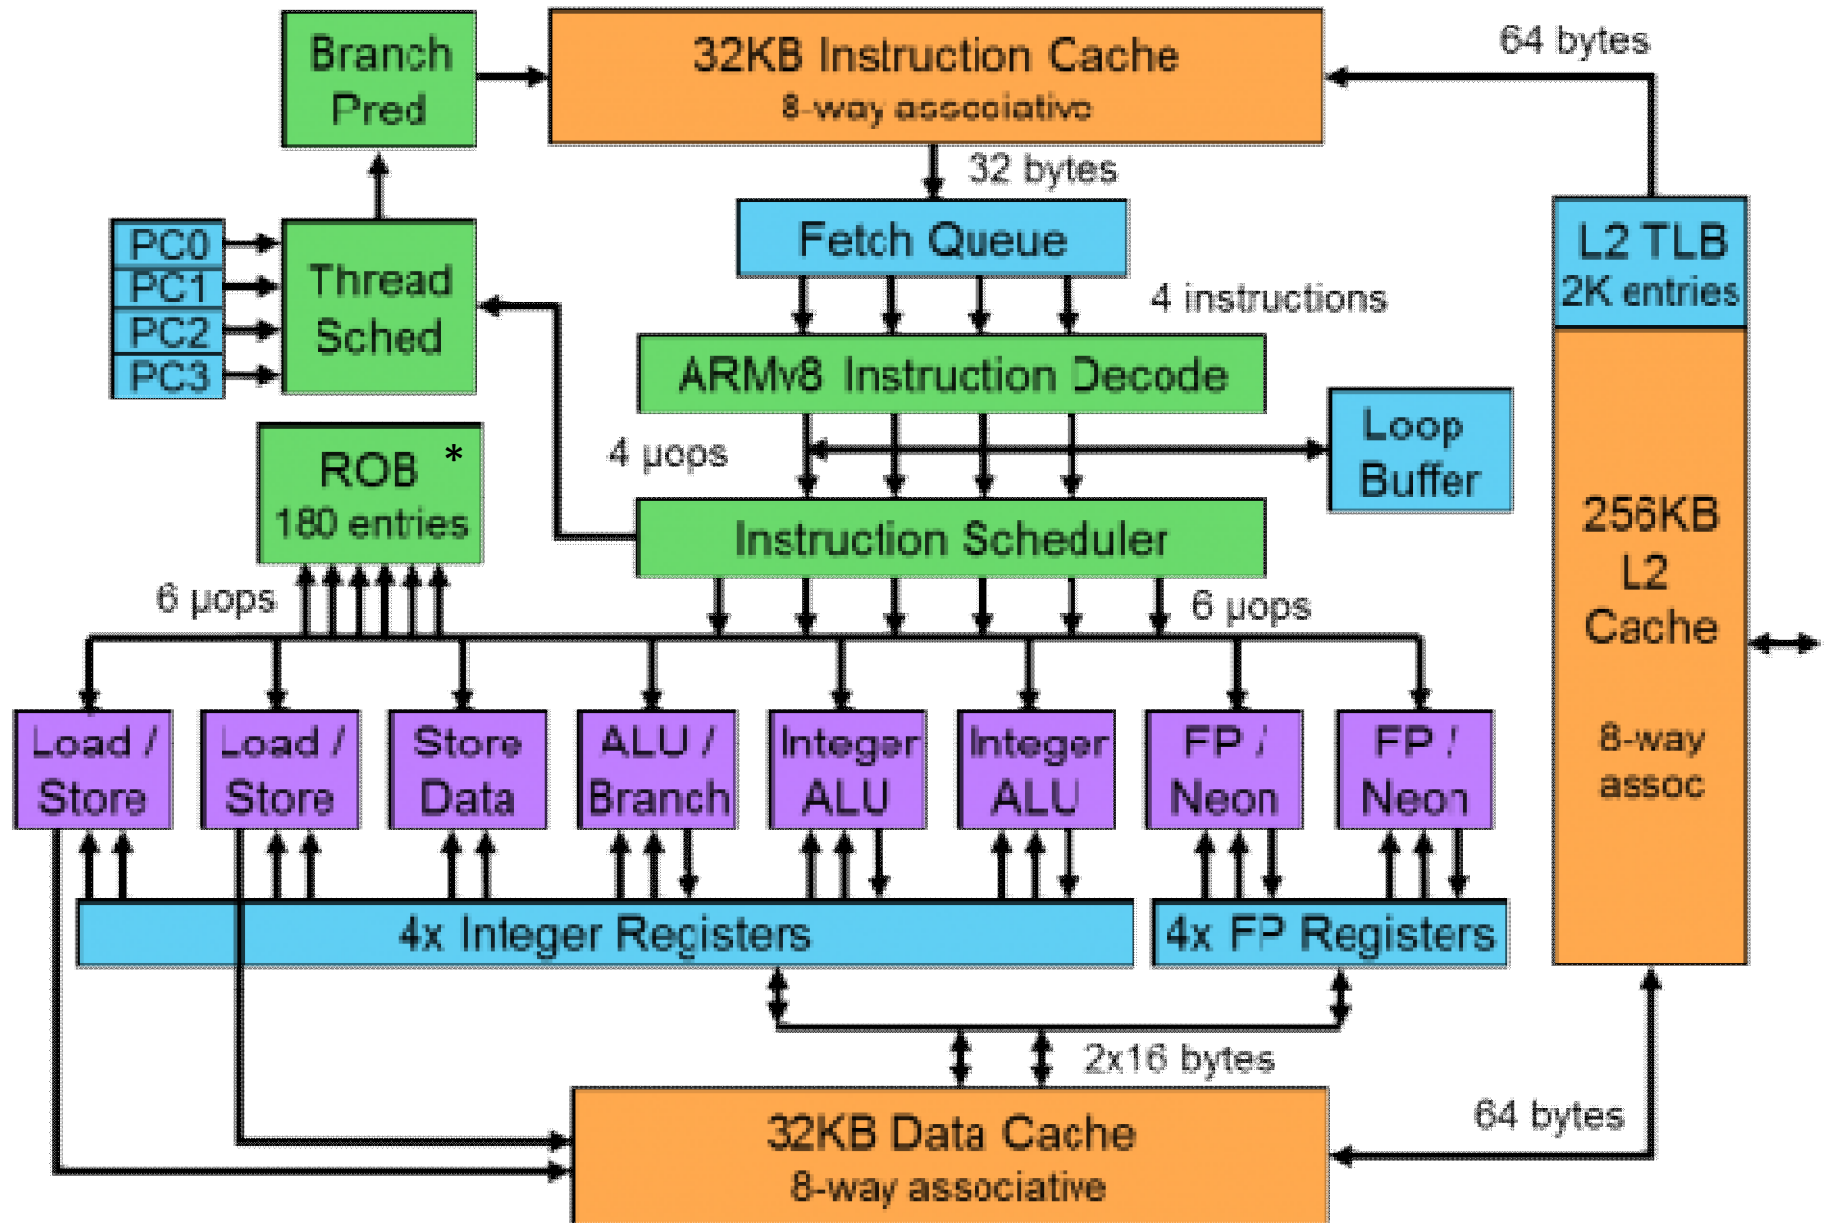 Branch
Pred
32KB Instruction Cache
8-way associative
64 bytes
32 bytes
PC0
PC1
PC2
PC3
Thread
Sched
Fetch Queue
4 instructions
L2 TLB
2K entries
ARMv8 Instruction Decode
Loop
Buffer
4 µops
ROB *
180 entries
Instruction Scheduler
256KB
L2
Cache
8-way
assoc
6 µops
6 µops
Load /
Store
Load /
Store
Store
Data
ALU /
Branch
Integer
ALU
Integer
ALU
FP /
Neon
FP /
Neon
4x Integer Registers
4x FP Registers
2x16 bytes
32KB Data Cache
8-way associative
64 bytes